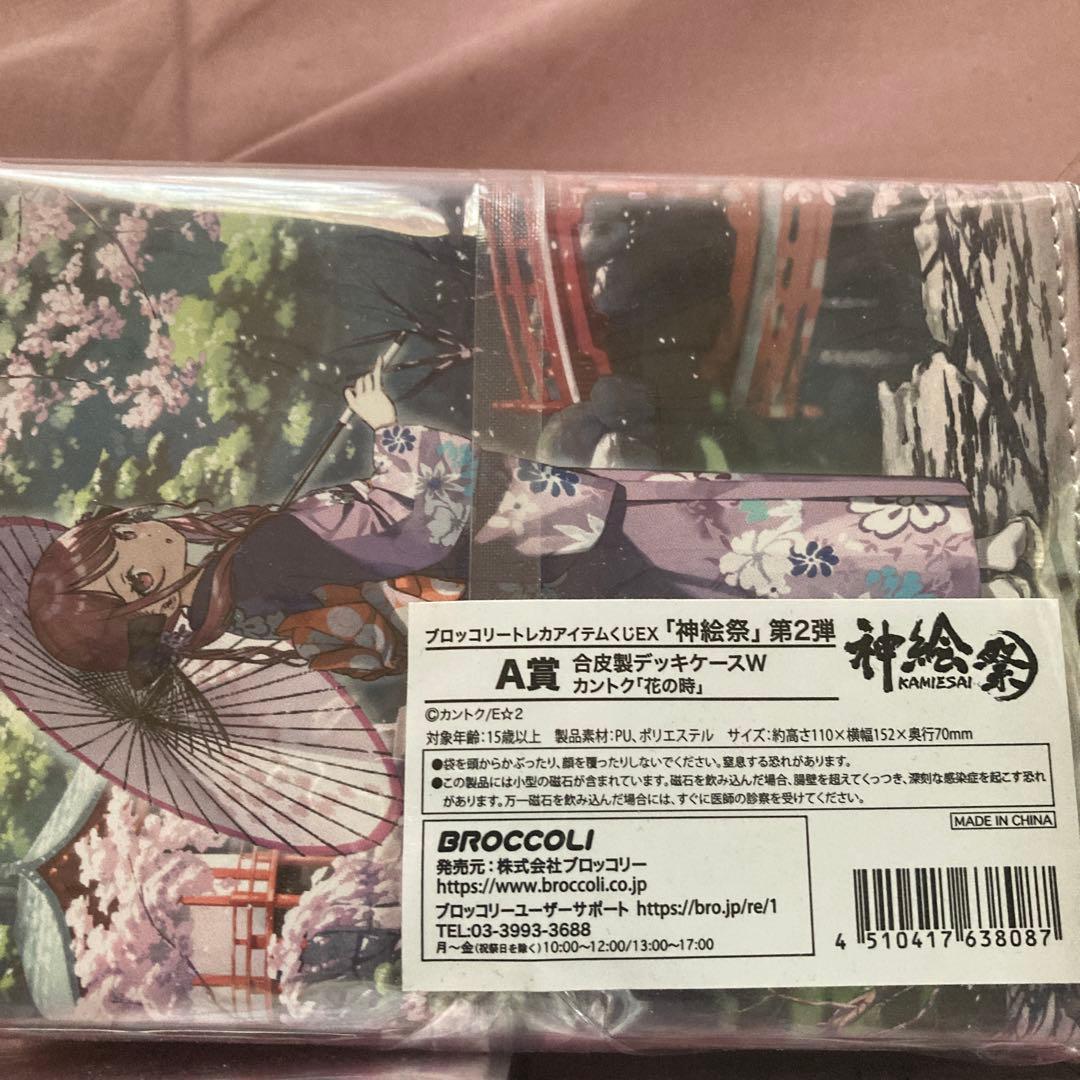 ブロッコリートレカアイテムくじEX「神絵祭」第2弾
A賞 合皮製デッキケースW
カントク「花の時」
神絵祭
KAMIESAI
©カントク/E☆2
対象年齢:15歳以上 製品素材:PU、ポリエステル サイズ:約高さ110×横幅152×奥行70mm
●袋を頭からかぶったり、顔を覆ったりしないでください。窒息する恐れがあります。
●この製品には小型の磁石が含まれています。磁石を飲み込んだ場合、腸壁を超えてくっつき、深刻な感染症を起こす恐れ
があります。万一磁石を飲み込んだ場合には、すぐに医師の診察を受けてください。
MADE IN CHINA
BROCCOLI
発売元:株式会社ブロッコリー
https://www.broccoli.co.jp
ブロッコリーユーザーサポート https://bro.jp/re/1
TEL:03-3993-3688
月~金(祝祭日を除く)10:00~12:00/13:00~17:00
4 510417 638087